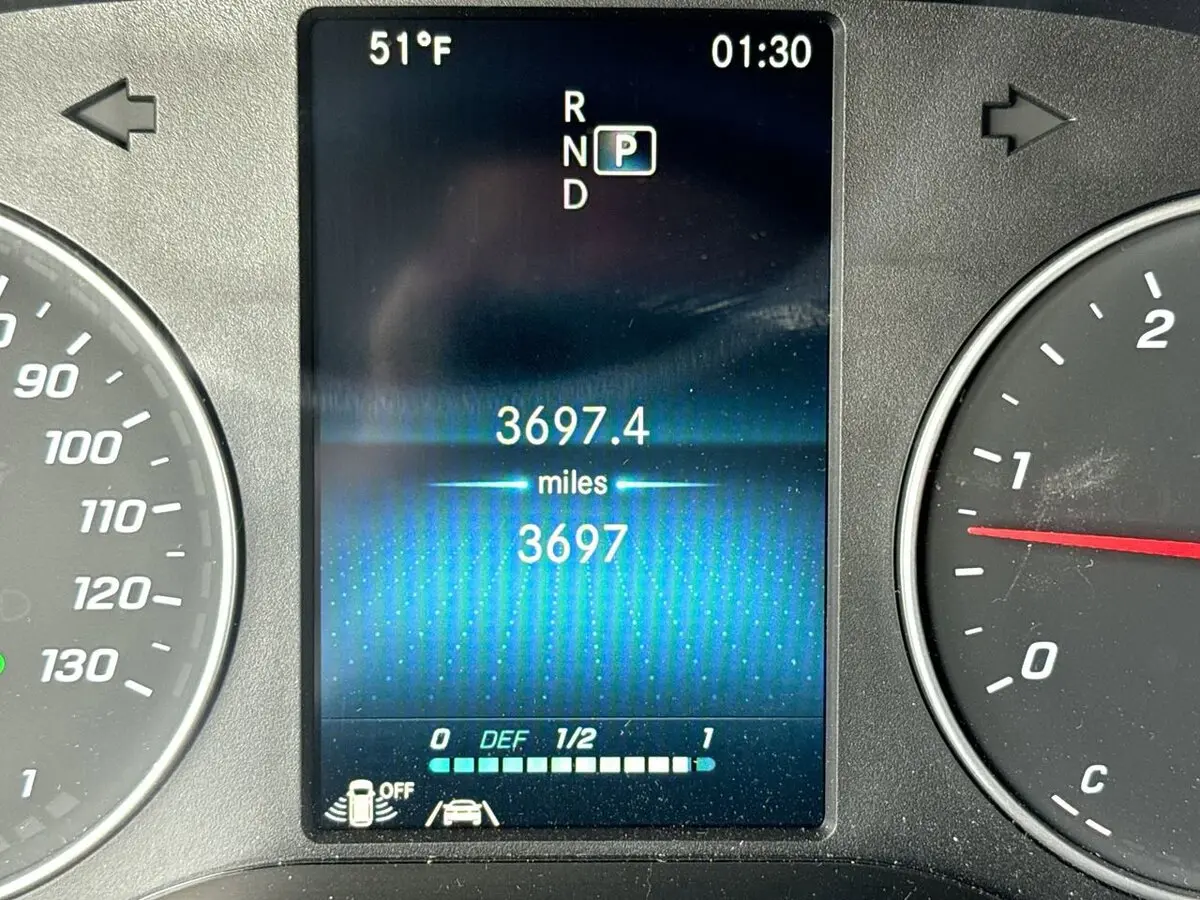 51°F 01:30
R
N P
D
90
100
110
120
130
1
3697.4
miles
3697
0 DEF 1/2 1
OFF
2
1
0
C